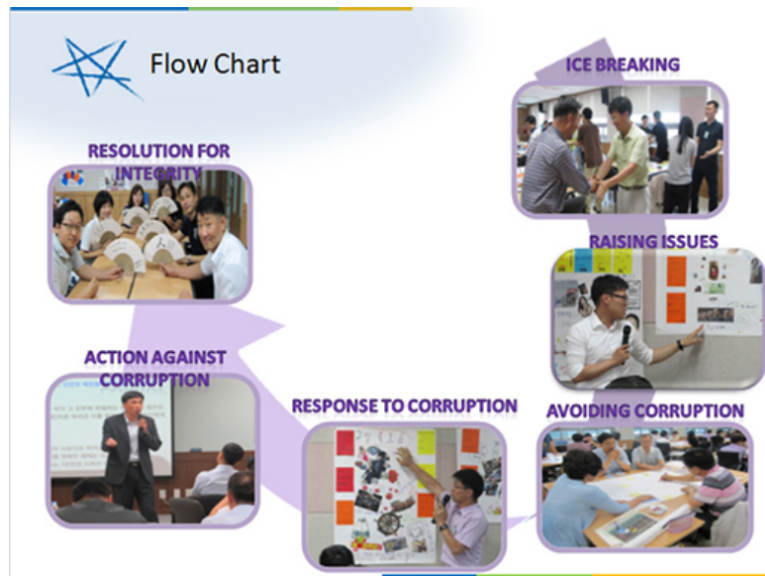 Flow Chart
ICE BREAKING
RAISING ISSUES
AVOIDING CORRUPTION
RESPONSE TO CORRUPTION
ACTION AGAINST
CORRUPTION
RESOLUTION FOR
INTEGRITY